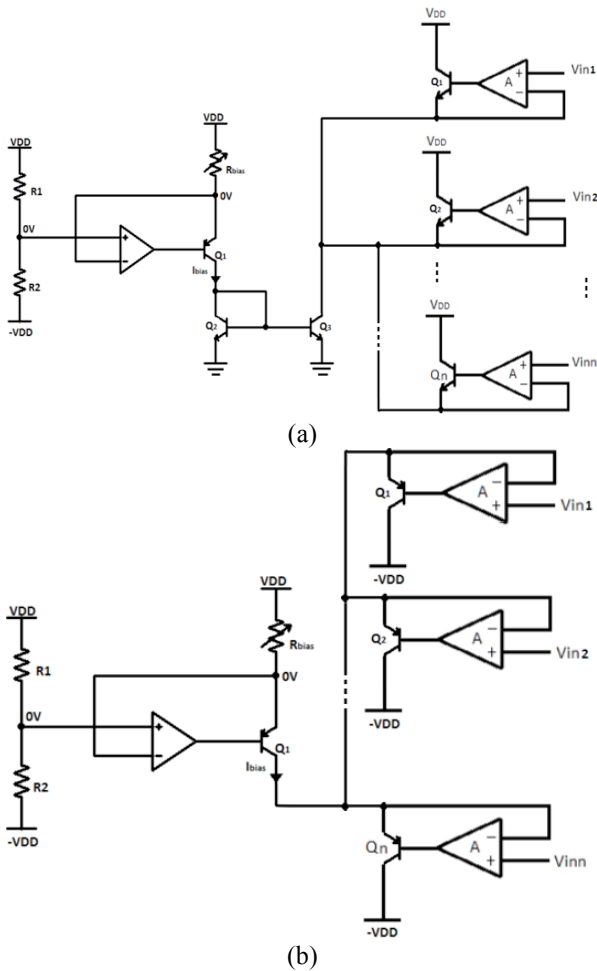 VDD
Q1
A
+
−
Vin1
VDD
R1
0V
R2
-VDD
+
−
VDD
Rbias
0V
Q1
Ibias
Q2
Q3
VDD
Q2
A
+
−
Vin2
VDD
Qn
A
+
−
Vinn
(a)
Q1
A
−
+
Vin1
-VDD
VDD
R1
0V
R2
-VDD
+
−
VDD
Rbias
0V
Q1
Ibias
Q2
A
−
+
Vin2
-VDD
Qn
A
−
+
Vinn
-VDD
(b)